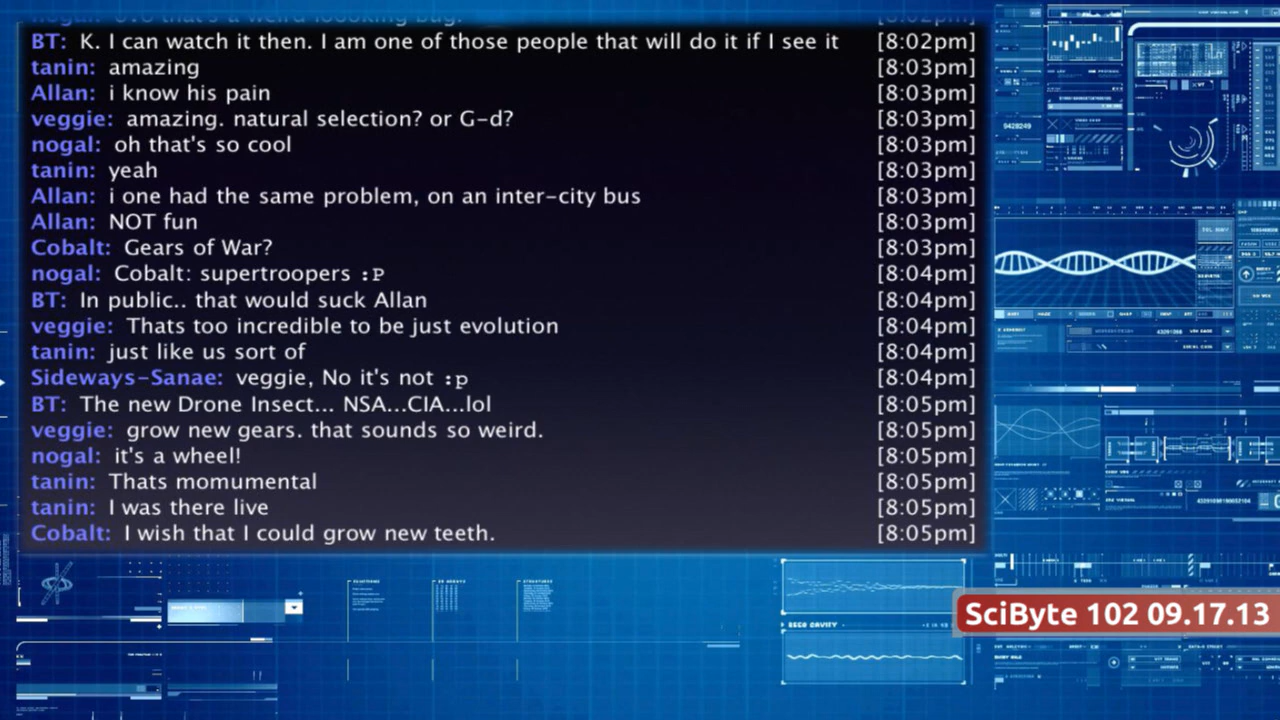 BT: K. I can watch it then. I am one of those people that will do it if I see it [8:02pm]
tanin: amazing [8:03pm]
Allan: i know his pain [8:03pm]
veggie: amazing. natural selection? or G-d? [8:03pm]
nogal: oh that's so cool [8:03pm]
tanin: yeah [8:03pm]
Allan: i one had the same problem, on an inter-city bus [8:03pm]
Allan: NOT fun [8:03pm]
Cobalt: Gears of War? [8:03pm]
nogal: Cobalt: supertroopers :P [8:04pm]
BT: In public.. that would suck Allan [8:04pm]
veggie: Thats too incredible to be just evolution [8:04pm]
tanin: just like us sort of [8:04pm]
Sideways-Sanae: veggie, No it's not :p [8:04pm]
BT: The new Drone Insect... NSA...CIA...lol [8:05pm]
veggie: grow new gears. that sounds so weird. [8:05pm]
nogal: it's a wheel! [8:05pm]
tanin: Thats momumental [8:05pm]
tanin: I was there live [8:05pm]
Cobalt: I wish that I could grow new teeth. [8:05pm]
SciByte 102 09.17.13